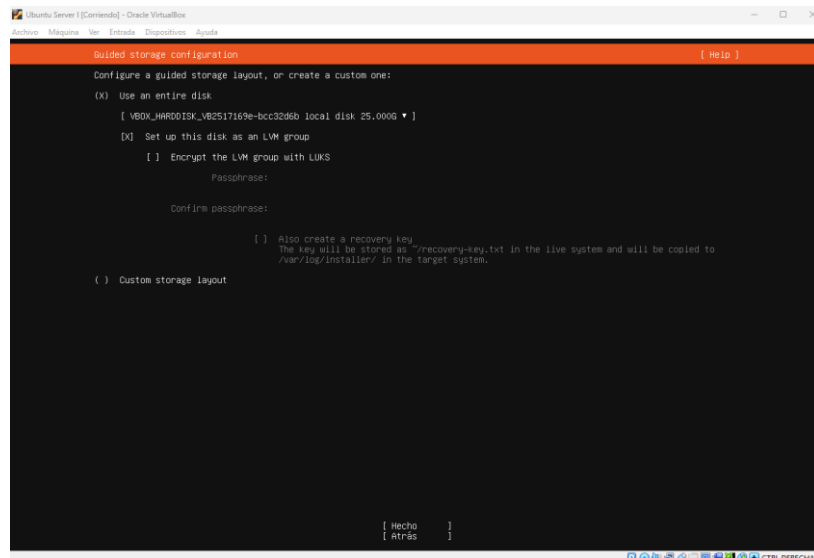 Ubuntu Server I [Corriendo] - Oracle VirtualBox
Archivo Máquina Ver Entrada Dispositivos Ayuda
Guided storage configuration [ Help ]
Configure a guided storage layout, or create a custom one:
(X) Use an entire disk
[ VBOX_HARDDISK_VB2517169e-bcc32d6b local disk 25.000G ▾ ]
[X] Set up this disk as an LVM group
[ ] Encrypt the LVM group with LUKS
Passphrase:
Confirm passphrase:
[ ] Also create a recovery key
The key will be stored as ~/recovery-key.txt in the live system and will be copied to
/var/log/installer/ in the target system.
( ) Custom storage layout
[ Hecho ]
[ Atrás ]
CTRL DERECHA